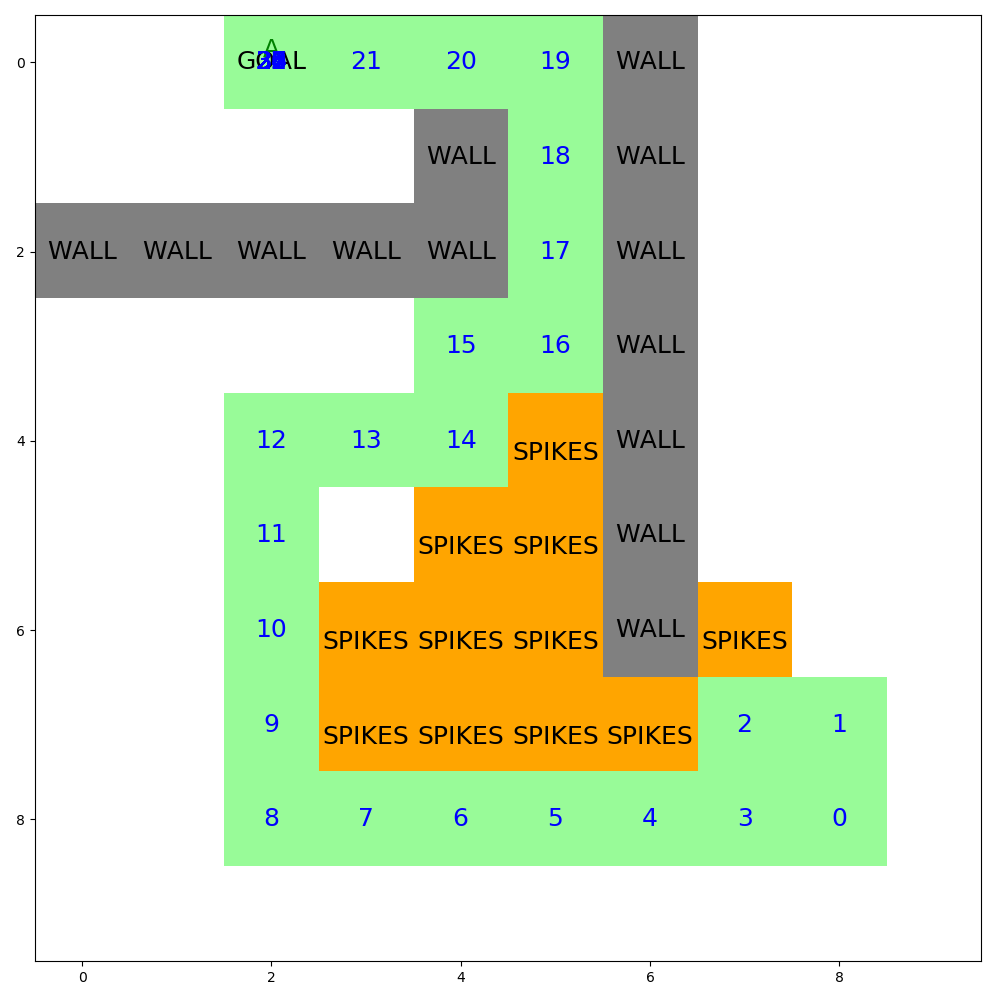 A
0 GOAL 21 20 19 WALL
WALL 18 WALL
2 WALL WALL WALL WALL WALL 17 WALL
15 16 WALL
4 12 13 14 SPIKES WALL
11 SPIKES SPIKES WALL
6 10 SPIKES SPIKES SPIKES WALL SPIKES
9 SPIKES SPIKES SPIKES SPIKES 2 1
8 8 7 6 5 4 3 0
0 2 4 6 8